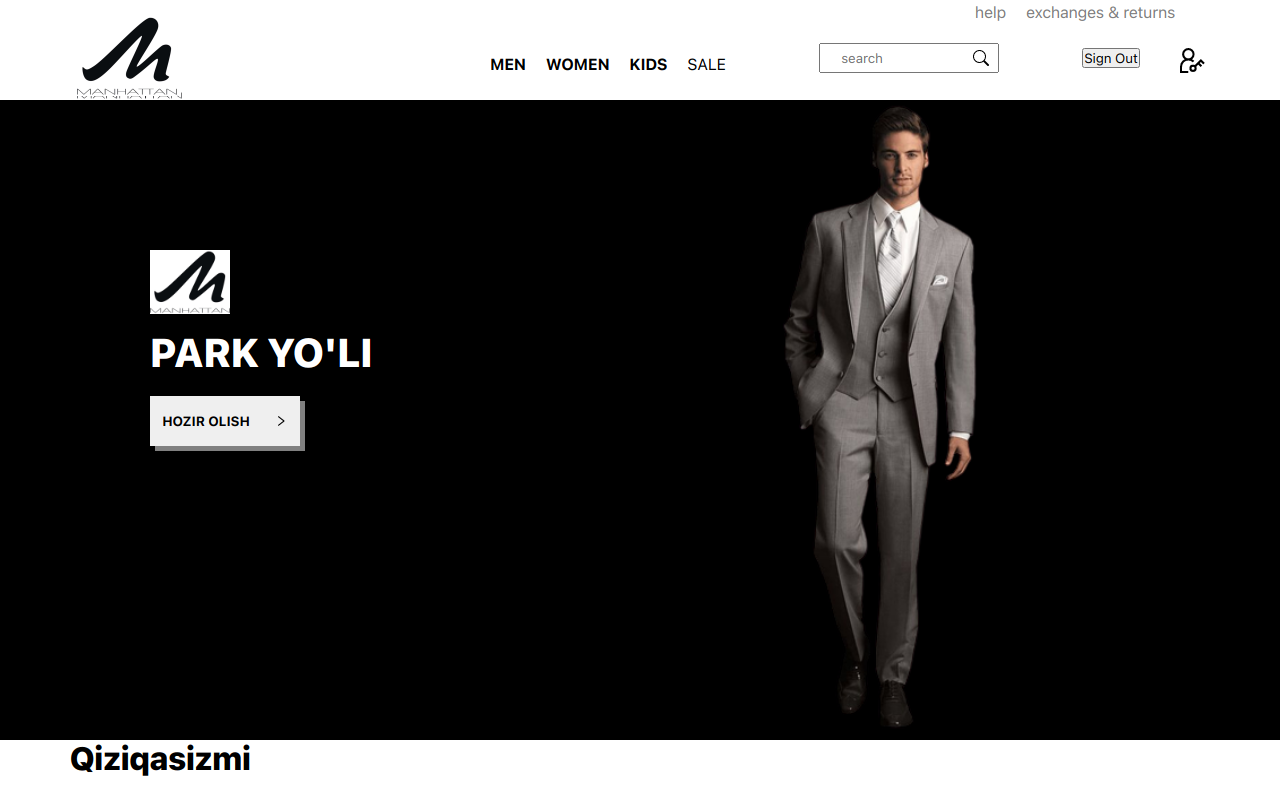 help exchanges & returns
MANHATTAN
MEN WOMEN KIDS SALE
search
Sign Out
MANHATTAN
PARK YO'LI
HOZIR OLISH
Qiziqasizmi